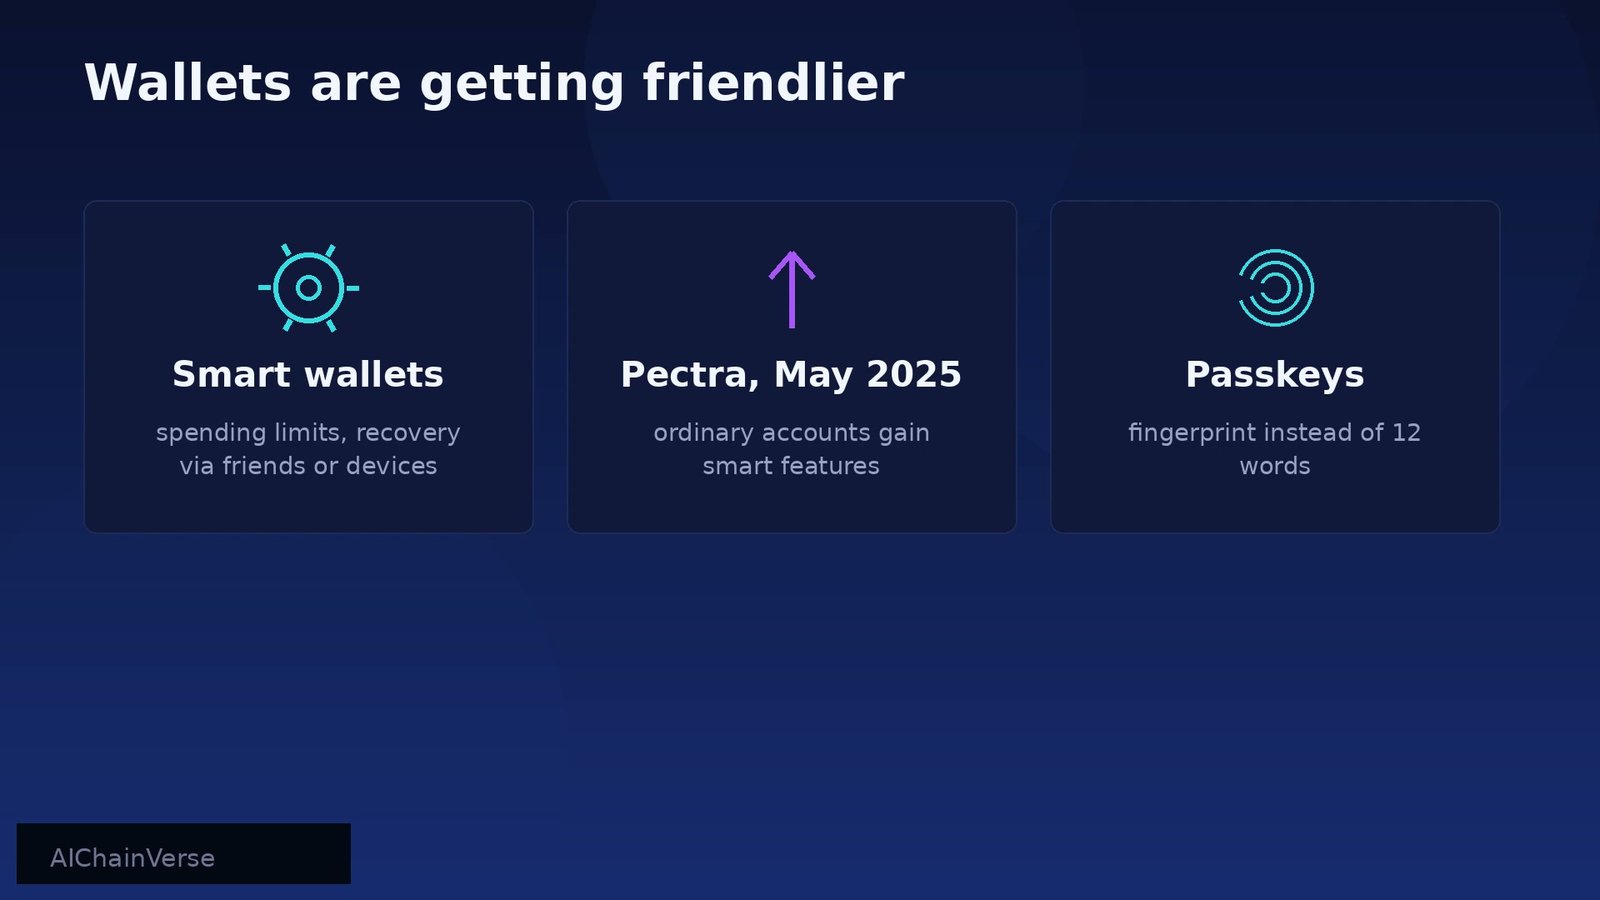 Wallets are getting friendlier
Smart wallets
spending limits, recovery
via friends or devices
Pectra, May 2025
ordinary accounts gain
smart features
Passkeys
fingerprint instead of 12
words
AIChainVerse